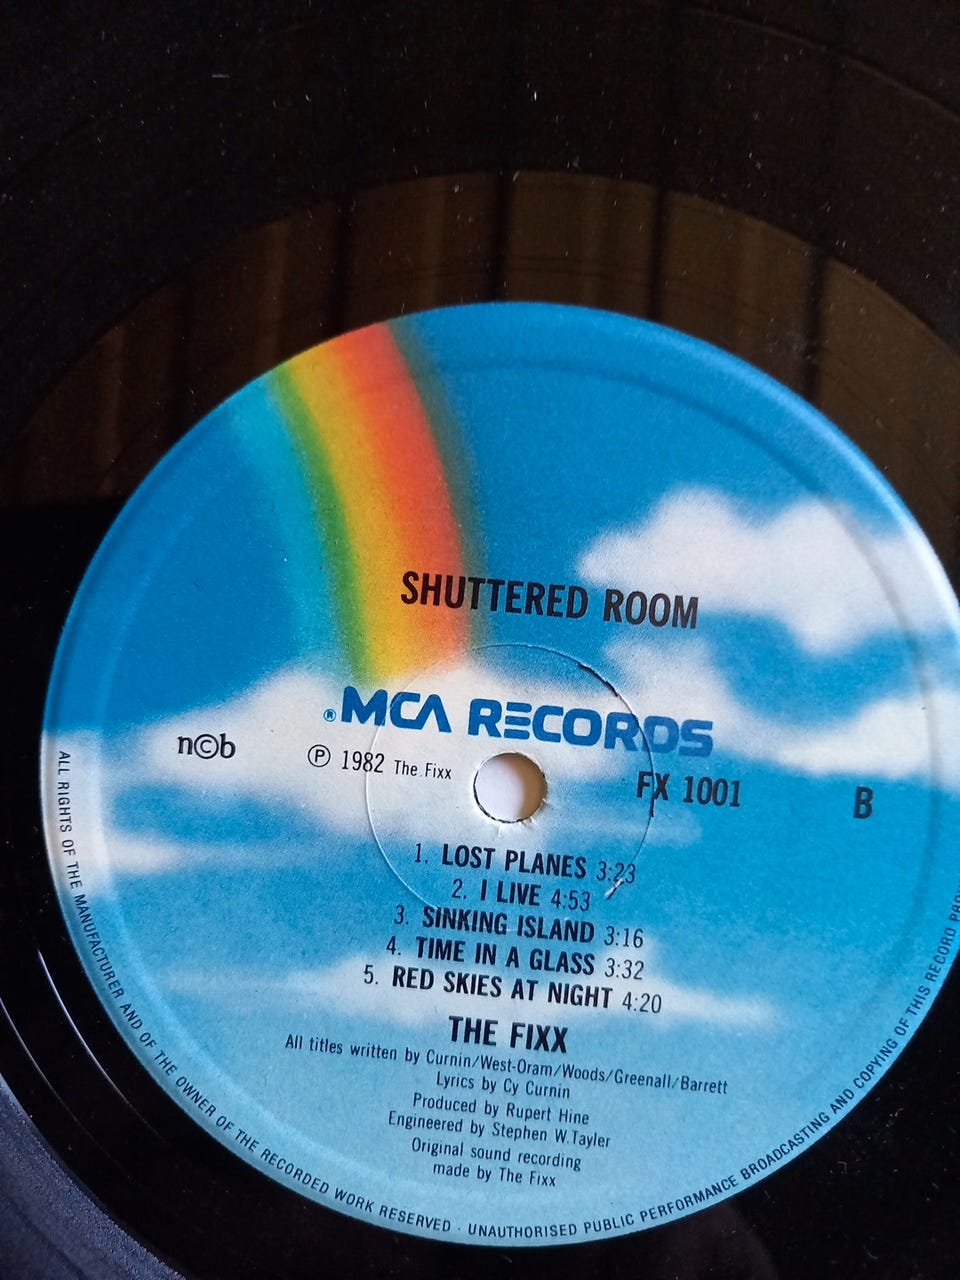 SHUTTERED ROOM
® MCA RECORDS
n©b
℗ 1982 The Fixx
FX 1001
B
1. LOST PLANES 3:23
2. I LIVE 4:53
3. SINKING ISLAND 3:16
4. TIME IN A GLASS 3:32
5. RED SKIES AT NIGHT 4:20
THE FIXX
All titles written by Curnin/West-Oram/Woods/Greenall/Barrett
Lyrics by Cy Curnin
Produced by Rupert Hine
Engineered by Stephen W.Tayler
Original sound recording
made by The Fixx
ALL RIGHTS OF THE MANUFACTURER AND OF THE OWNER OF THE RECORDED WORK RESERVED · UNAUTHORISED PUBLIC PERFORMANCE BROADCASTING AND COPYING OF THIS RECORD